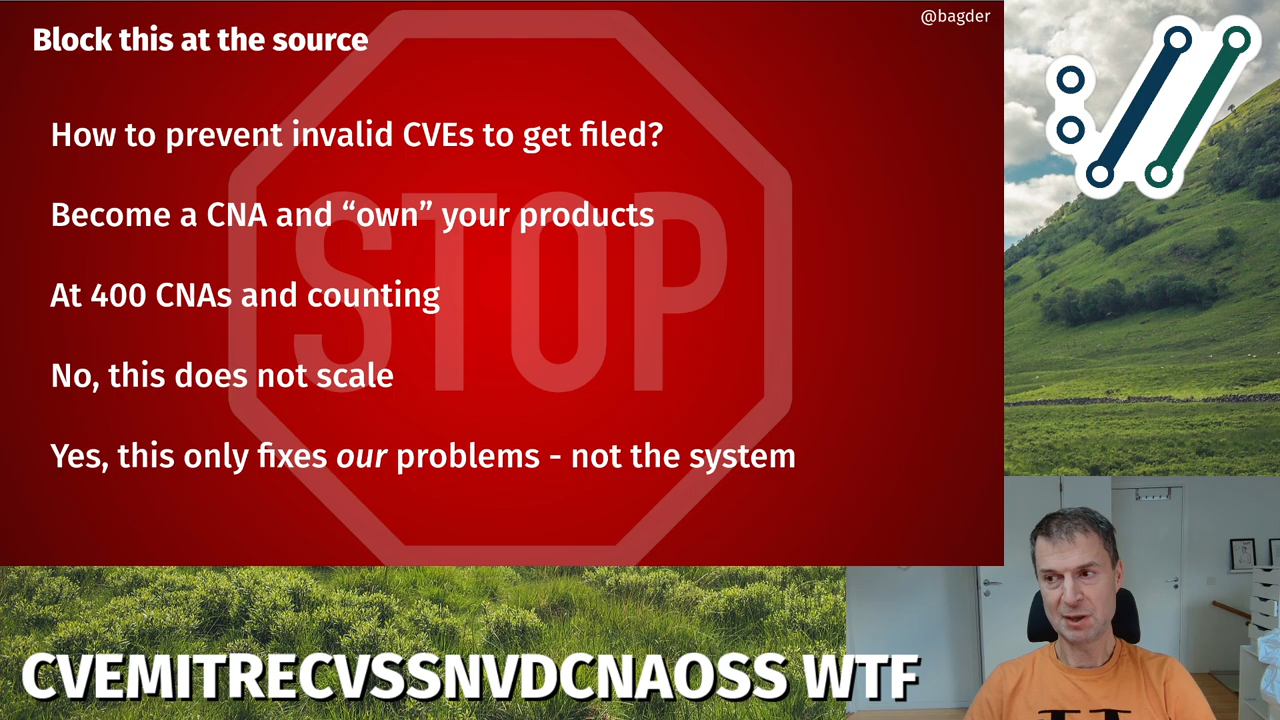 @bagder
Block this at the source
How to prevent invalid CVEs to get filed?
Become a CNA and “own” your products
At 400 CNAs and counting
No, this does not scale
Yes, this only fixes our problems - not the system
STOP
CVEMITRECVSSNVDCNAOSS WTF